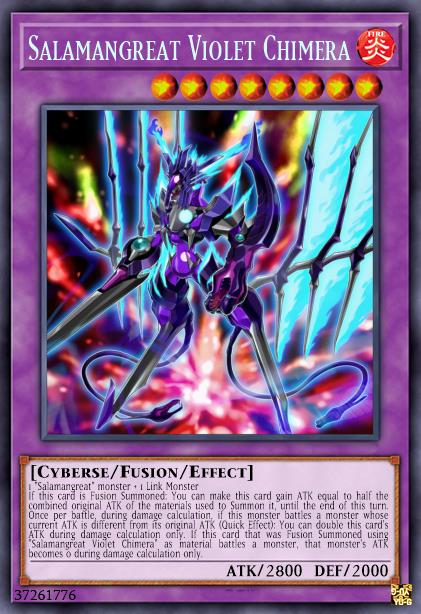 Salamangreat Violet Chimera
FIRE
炎
[Cyberse/Fusion/Effect]
1 "Salamangreat" monster + 1 Link Monster
If this card is Fusion Summoned: You can make this card gain ATK equal to half the
combined original ATK of the materials used to Summon it, until the end of this turn.
Once per battle, during damage calculation, if this monster battles a monster whose
current ATK is different from its original ATK (Quick Effect): You can double this card's
ATK during damage calculation only. If this card that was Fusion Summoned using
"Salamangreat Violet Chimera" as material battles a monster, that monster's ATK
becomes 0 during damage calculation only.
ATK/2800 DEF/2000
37261776